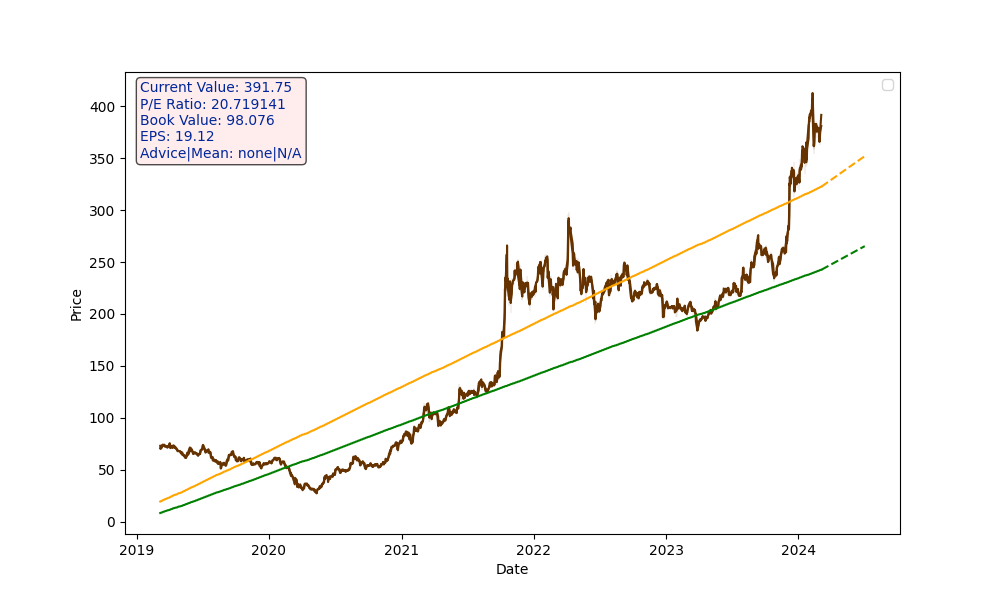 Current Value: 391.75
P/E Ratio: 20.719141
Book Value: 98.076
EPS: 19.12
Advice|Mean: none|N/A
Price
400
350
300
250
200
150
100
50
0
2019 2020 2021 2022 2023 2024
Date